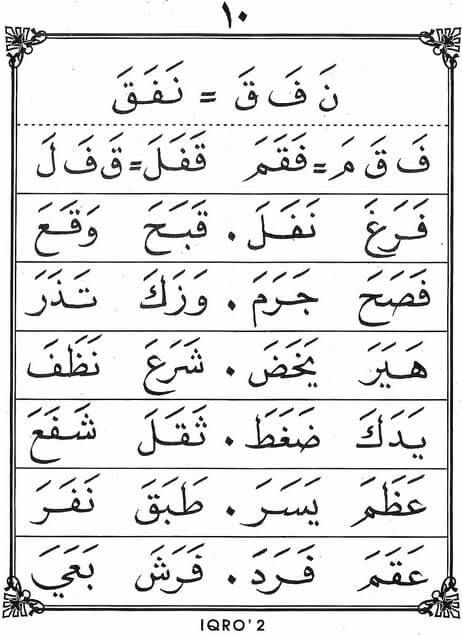 ١٠
نَ فَ قَ = نَفَقَ
فَ قَ مَ = فَقَمَ قَفَلَ = قَ فَ لَ
فَرَغَ نَفَلَ . قَبَحَ وَقَعَ
فَصَحَ جَرَمَ . وَزَكَ تَذَرَ
هَيَرَ يَخَضَ . شَرَعَ نَظَفَ
يَدَكَ ضَغَطَ . ثَقَلَ شَفَعَ
عَظَمَ يَسَرَ . طَبَقَ نَفَرَ
عَقَمَ فَرَدَ . فَرَشَ بَعَيَ
IQRO' 2